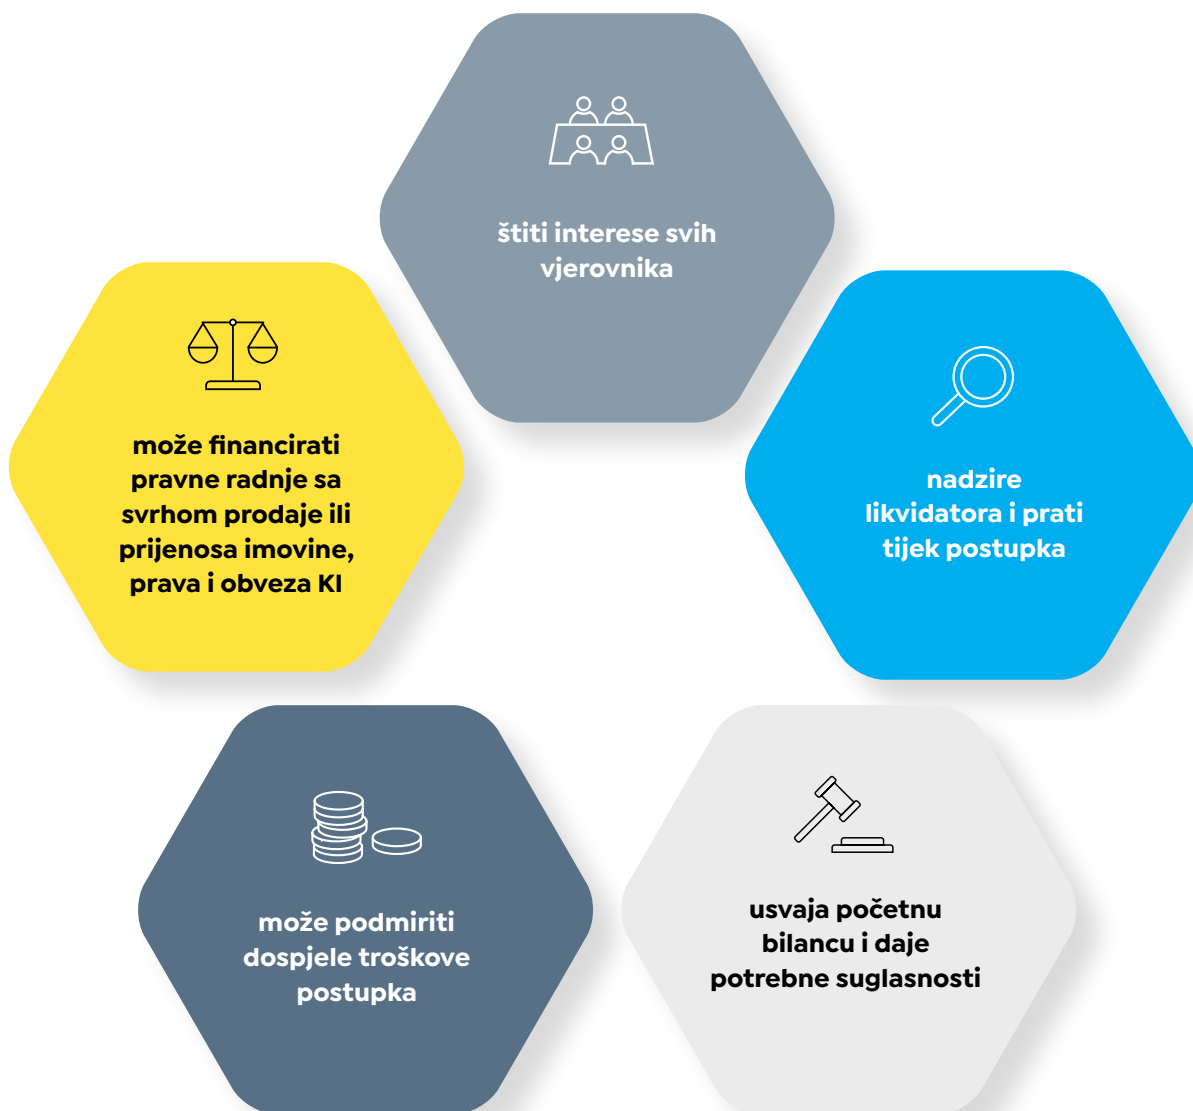 štiti interese svih
vjerovnika
može financirati
pravne radnje sa
svrhom prodaje ili
prijenosa imovine,
prava i obveza KI
nadzire
likvidatora i prati
tijek postupka
može podmiriti
dospjele troškove
postupka
usvaja početnu
bilancu i daje
potrebne suglasnosti